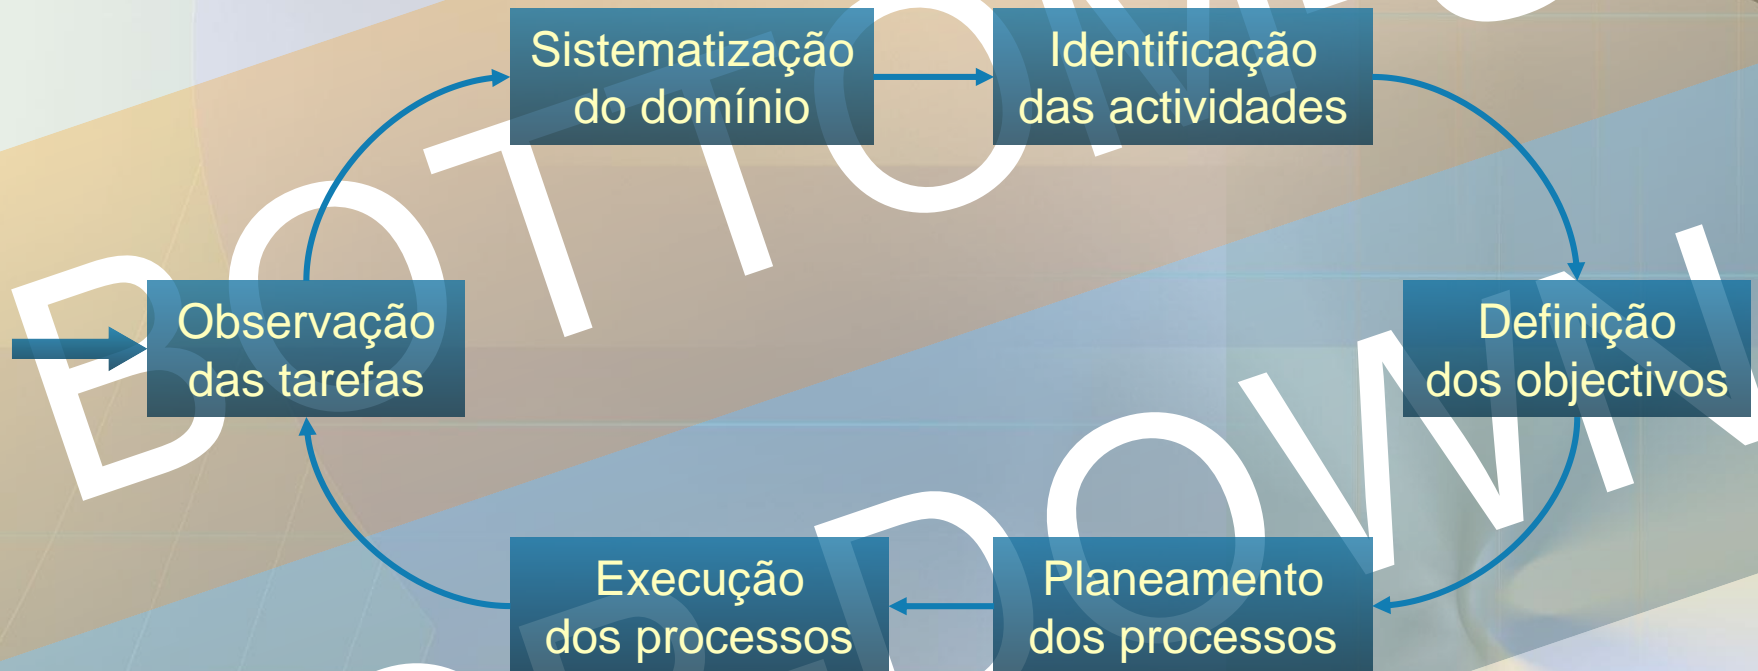 Sistematização
do domínio
Identificação
das actividades
Observação
das tarefas
Definição
dos objectivos
Execução
dos processos
Planeamento
dos processos
BOTTOM
DOWN